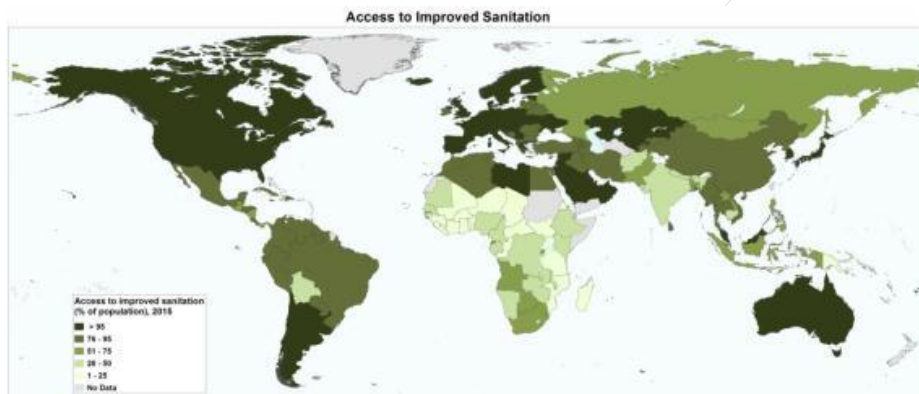 Access to Improved Sanitation
Access to improved sanitation
(% of population), 2015
> 95
76 - 95
51 - 75
26 - 50
1 - 25
No Data